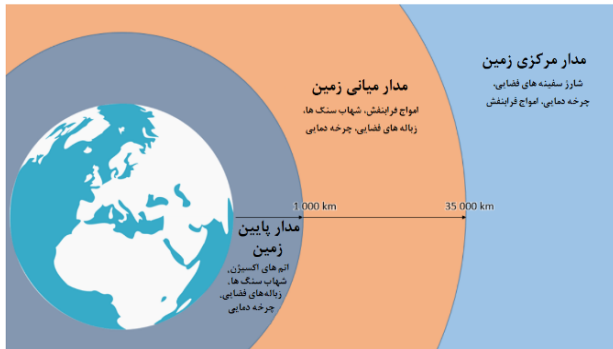 مدار مرکزی زمین
شارژ سفینه های فضایی،
چرخه دمایی، امواج فرابنفش
مدار میانی زمین
امواج فرابنفش، شهاب سنگ ها،
زباله های فضایی، چرخه دمایی
1 000 km
35 000 km
مدار پایین
زمین
اتم های اکسیژن،
شهاب سنگ ها،
زباله‌های فضایی،
چرخه دمایی